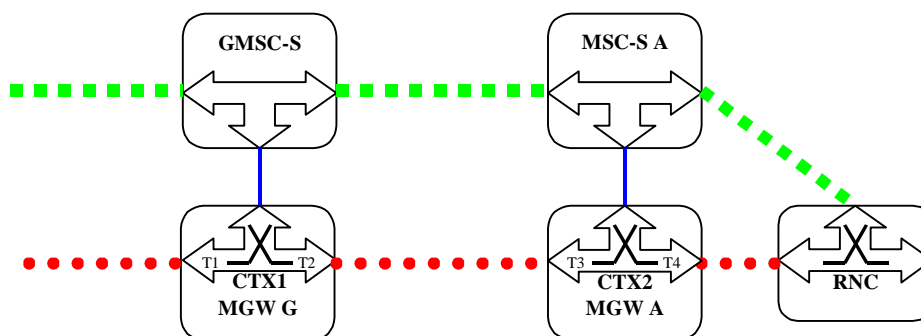 GMSC-S
MSC-S A
T1 T2
CTX1
MGW G
T3 T4
CTX2
MGW A
RNC